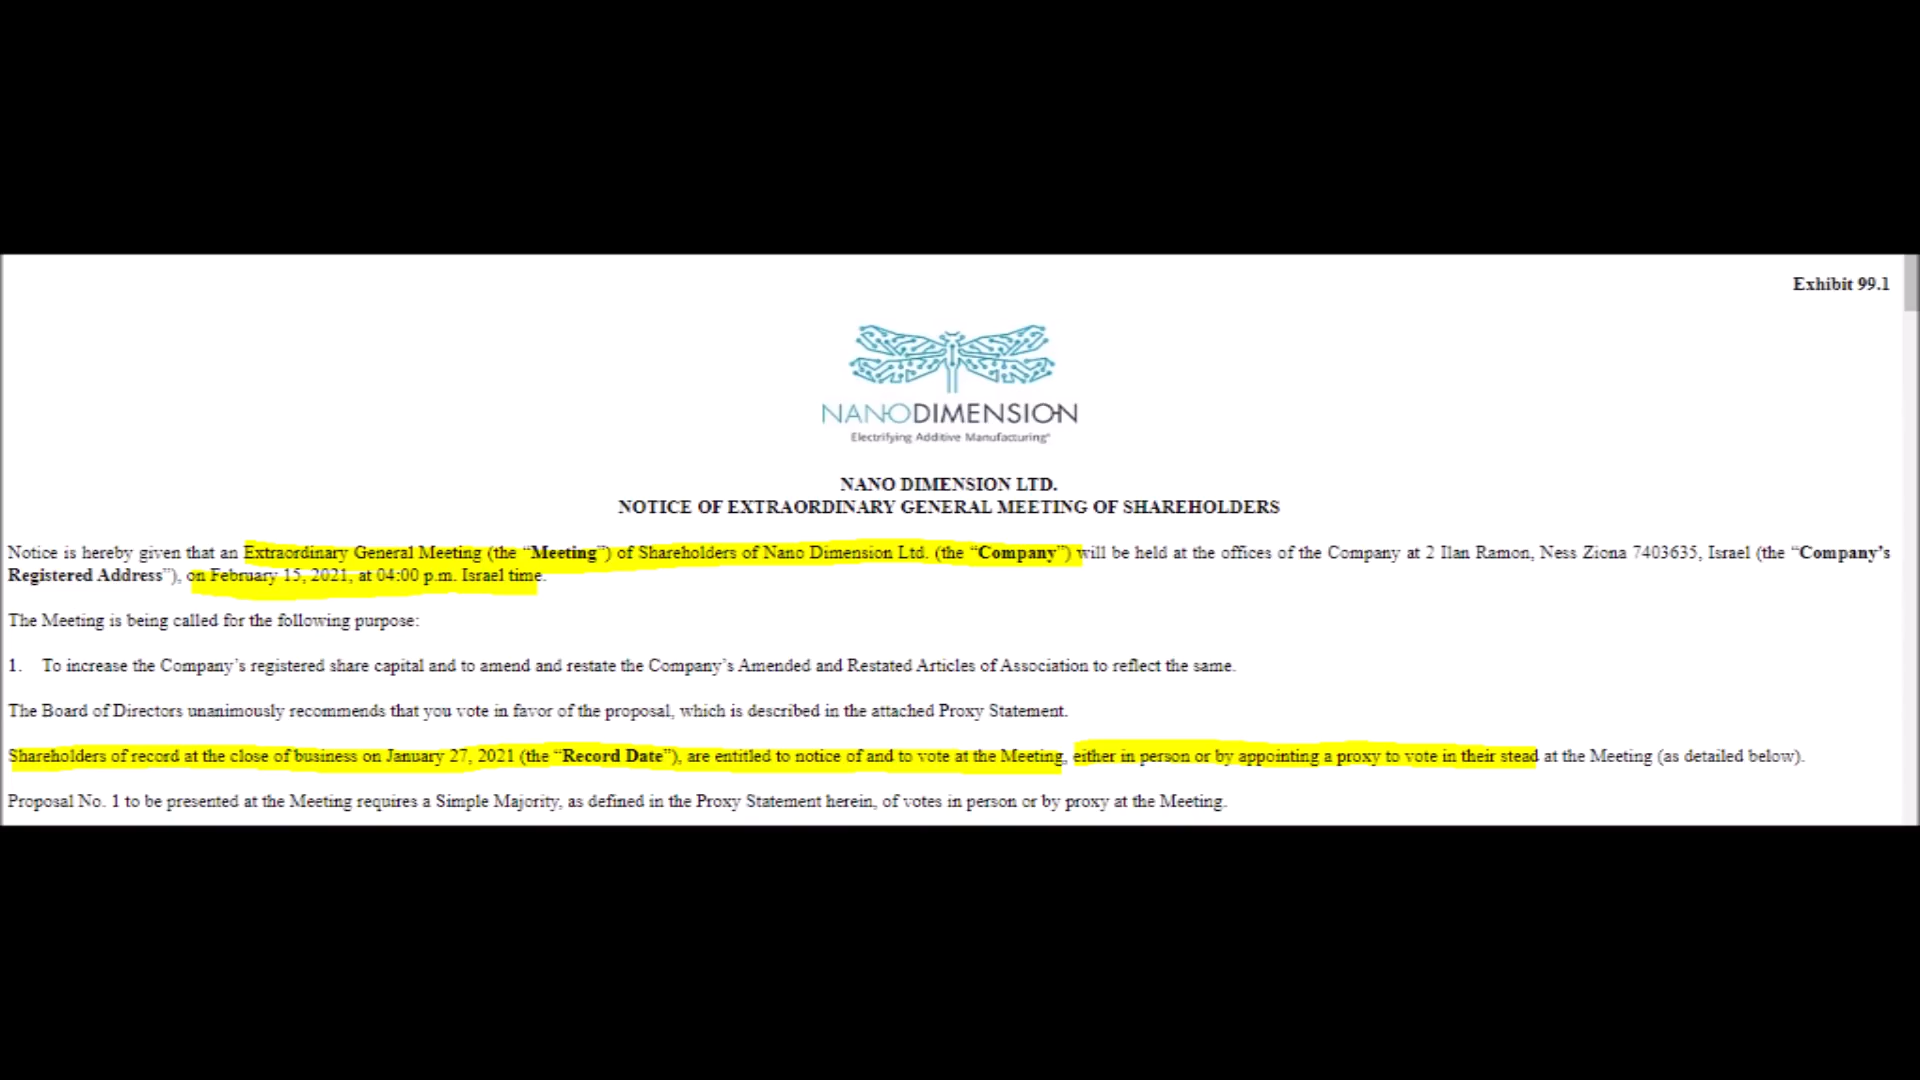 Exhibit 99.1
NANODIMENSION
Electrifying Additive Manufacturing®
NANO DIMENSION LTD.
NOTICE OF EXTRAORDINARY GENERAL MEETING OF SHAREHOLDERS
Notice is hereby given that an Extraordinary General Meeting (the “Meeting”) of Shareholders of Nano Dimension Ltd. (the “Company”) will be held at the offices of the Company at 2 Ilan Ramon, Ness Ziona 7403635, Israel (the “Company’s
Registered Address”), on February 15, 2021, at 04:00 p.m. Israel time.
The Meeting is being called for the following purpose:
1. To increase the Company’s registered share capital and to amend and restate the Company’s Amended and Restated Articles of Association to reflect the same.
The Board of Directors unanimously recommends that you vote in favor of the proposal, which is described in the attached Proxy Statement.
Shareholders of record at the close of business on January 27, 2021 (the “Record Date”), are entitled to notice of and to vote at the Meeting, either in person or by appointing a proxy to vote in their stead at the Meeting (as detailed below).
Proposal No. 1 to be presented at the Meeting requires a Simple Majority, as defined in the Proxy Statement herein, of votes in person or by proxy at the Meeting.